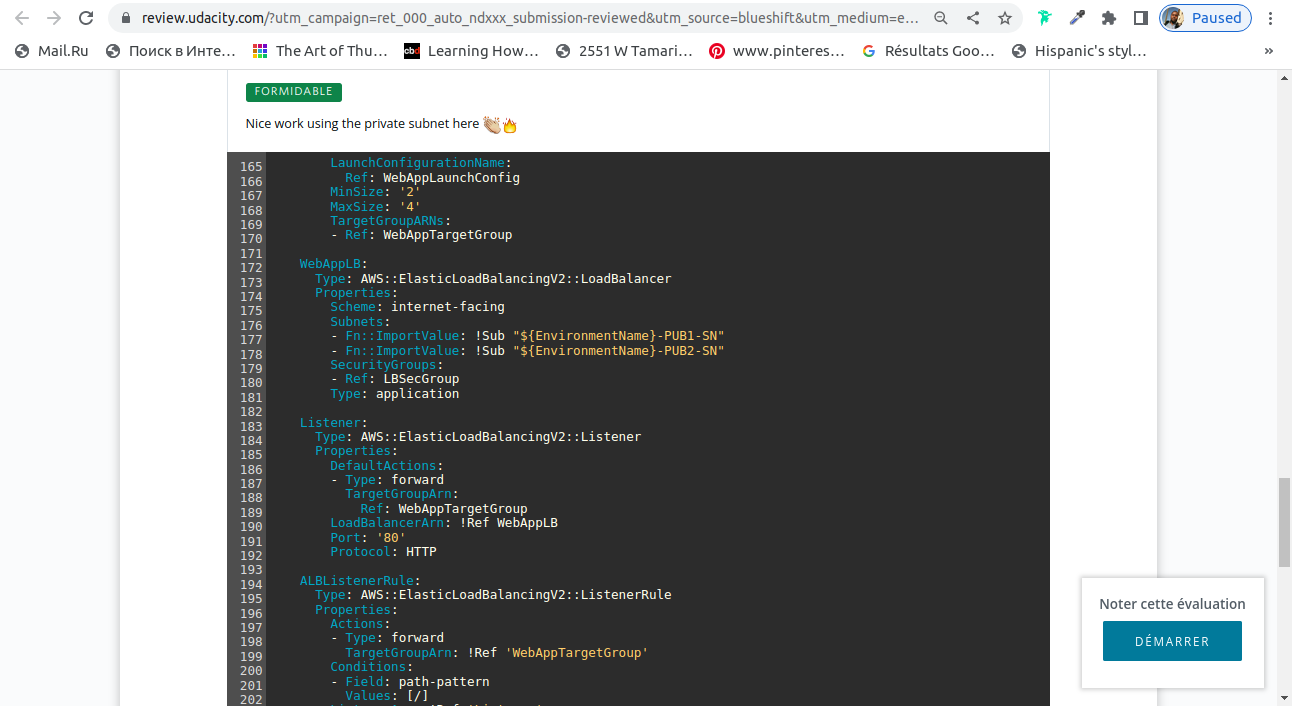 review.udacity.com/?utm_campaign=ret_000_auto_ndxxx_submission-reviewed&utm_source=blueshift&utm_medium=e…
Paused
Mail.Ru
Поиск в Инте…
The Art of Thu…
cbd
Learning How…
2551 W Tamari…
www.pinteres…
Résultats Goo…
Hispanic's styl…
»
FORMIDABLE
Nice work using the private subnet here 👏🔥
165 LaunchConfigurationName:
166 Ref: WebAppLaunchConfig
167 MinSize: '2'
168 MaxSize: '4'
169 TargetGroupARNs:
170 - Ref: WebAppTargetGroup
171
172 WebAppLB:
173 Type: AWS::ElasticLoadBalancingV2::LoadBalancer
174 Properties:
175 Scheme: internet-facing
176 Subnets:
177 - Fn::ImportValue: !Sub "${EnvironmentName}-PUB1-SN"
178 - Fn::ImportValue: !Sub "${EnvironmentName}-PUB2-SN"
179 SecurityGroups:
180 - Ref: LBSecGroup
181 Type: application
182
183 Listener:
184 Type: AWS::ElasticLoadBalancingV2::Listener
185 Properties:
186 DefaultActions:
187 - Type: forward
188 TargetGroupArn:
189 Ref: WebAppTargetGroup
190 LoadBalancerArn: !Ref WebAppLB
191 Port: '80'
192 Protocol: HTTP
193
194 ALBListenerRule:
195 Type: AWS::ElasticLoadBalancingV2::ListenerRule
196 Properties:
197 Actions:
198 - Type: forward
199 TargetGroupArn: !Ref 'WebAppTargetGroup'
200 Conditions:
201 - Field: path-pattern
202 Values: [/]
Noter cette évaluation
DÉMARRER